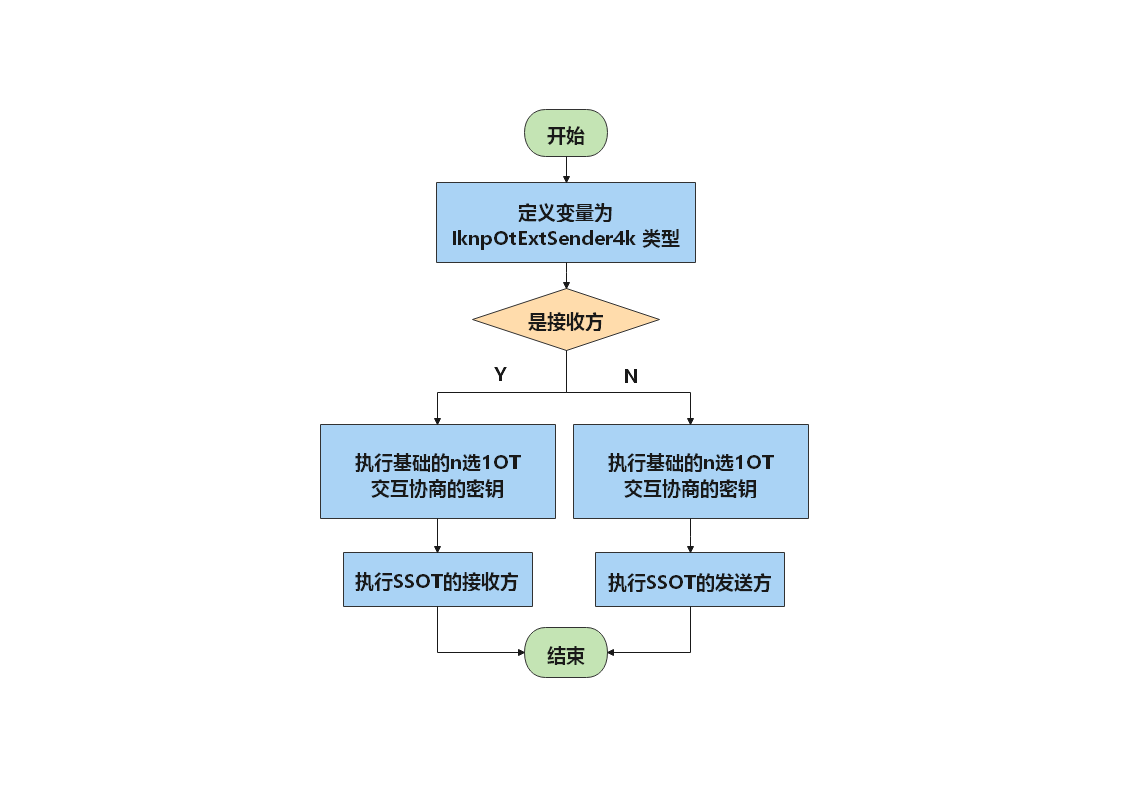 开始
定义变量为
IknpOtExtSender4k 类型
是接收方
Y
N
执行基础的n选1OT
交互协商的密钥
执行基础的n选1OT
交互协商的密钥
执行SSOT的接收方
执行SSOT的发送方
结束